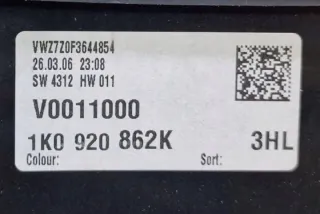 VWZ7Z0F3644854
26.03.06 23:08
SW 4312 HW 011
V0011000
1K0 920 862K 3HL
Colour: Sort: